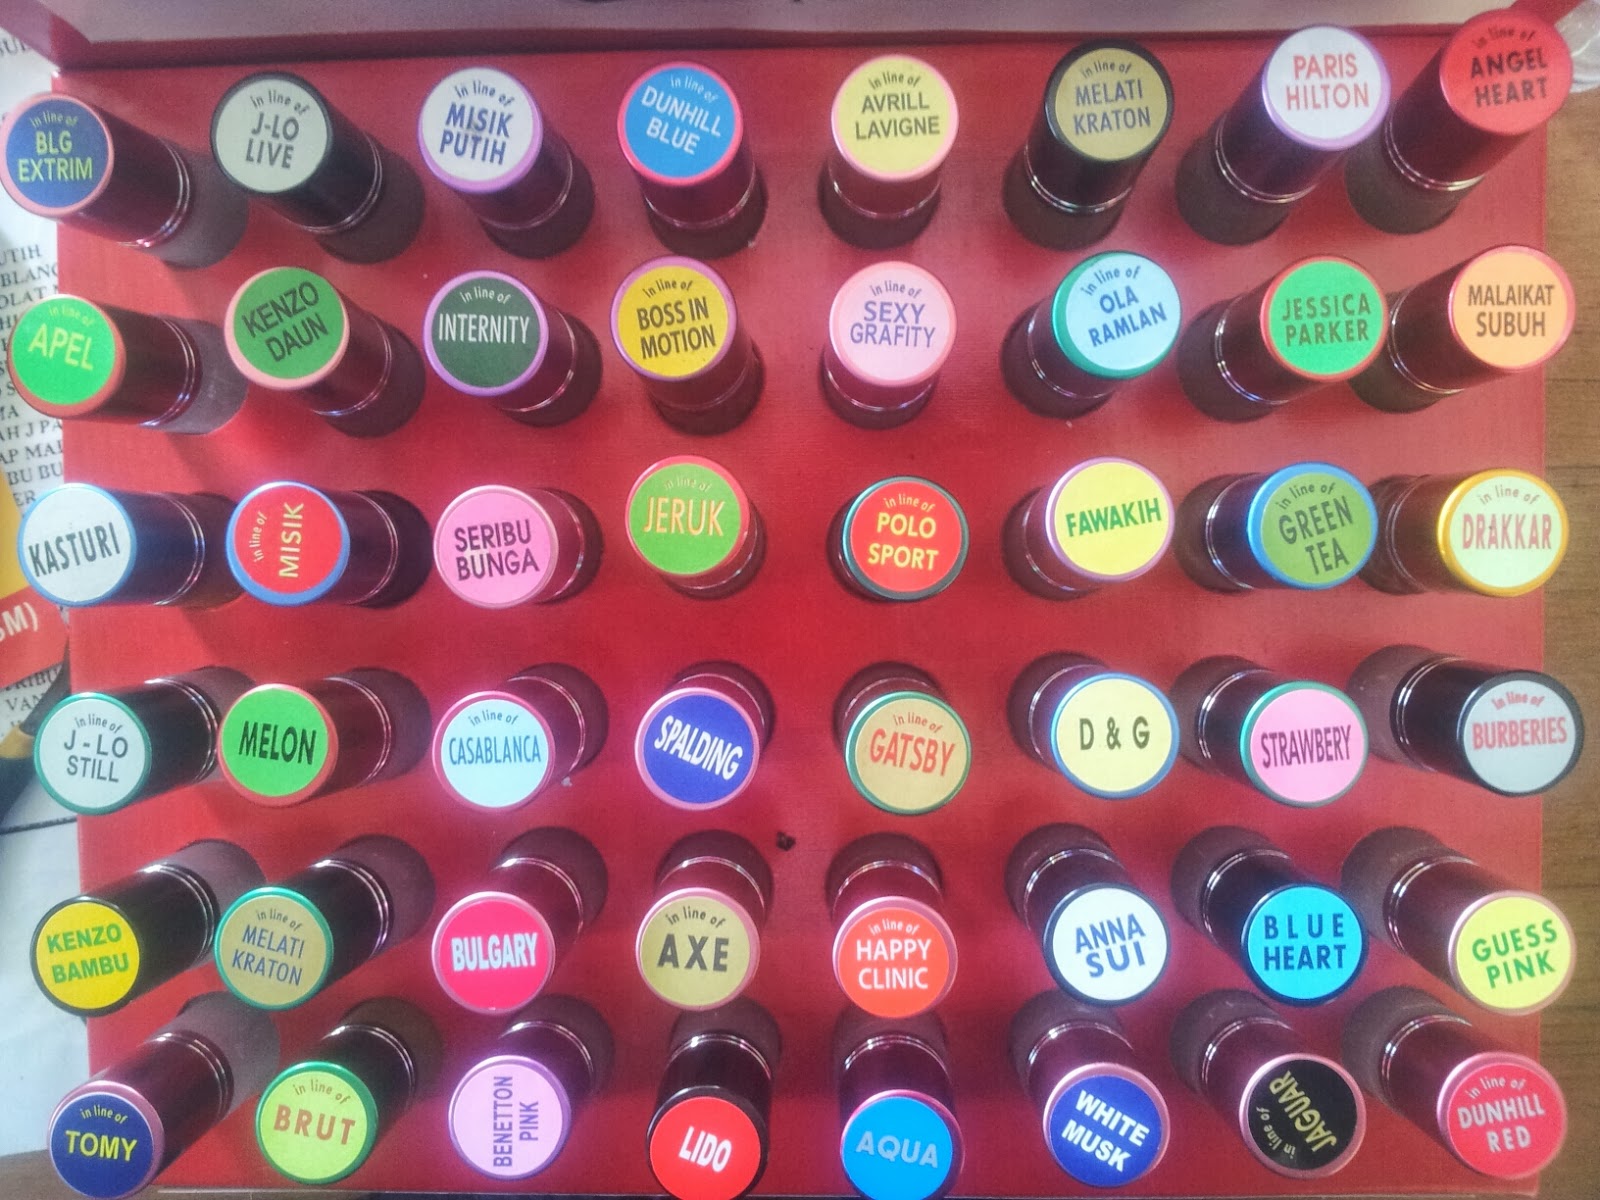 in line of
BLG
EXTRIM
in line of
J-LO
LIVE
in line of
MISIK
PUTIH
in line of
DUNHILL
BLUE
in line of
AVRILL
LAVIGNE
in line of
MELATI
KRATON
PARIS
HILTON
in line of
ANGEL
HEART
in line of
APEL
KENZO
DAUN
in line of
INTERNITY
in line of
BOSS IN
MOTION
in line of
SEXY
GRAFITY
in line of
OLA
RAMLAN
JESSICA
PARKER
MALAIKAT
SUBUH
KASTURI
in line of
MISIK
SERIBU
BUNGA
in line of
JERUK
in line of
POLO
SPORT
FAWAKIH
in line of
GREEN
TEA
in line of
DRAKKAR
in line of
J-LO
STILL
MELON
in line of
CASABLANCA
SPALDING
in line of
GATSBY
D & G
STRAWBERY
in line of
BURBERIES
KENZO
BAMBU
in line of
MELATI
KRATON
BULGARY
in line of
AXE
in line of
HAPPY
CLINIC
ANNA
SUI
BLUE
HEART
GUESS
PINK
in line of
TOMY
in line of
BRUT
BENETTON
PINK
LIDO
AQUA
WHITE
MUSK
in line of
JAGUAR
in line of
DUNHILL
RED